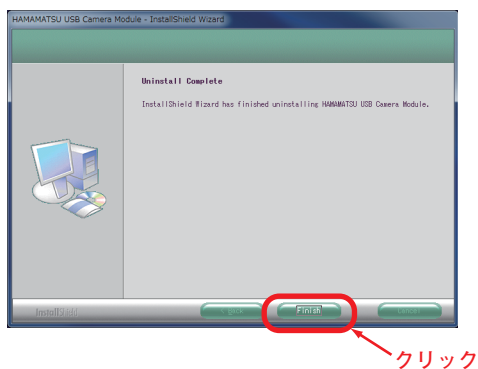 HAMAMATSU USB Camera Module - InstallShield Wizard
Uninstall Complete
InstallShield Wizard has finished uninstalling HAMAMATSU USB Camera Module.
InstallShield
< Back
Finish
Cancel
クリック